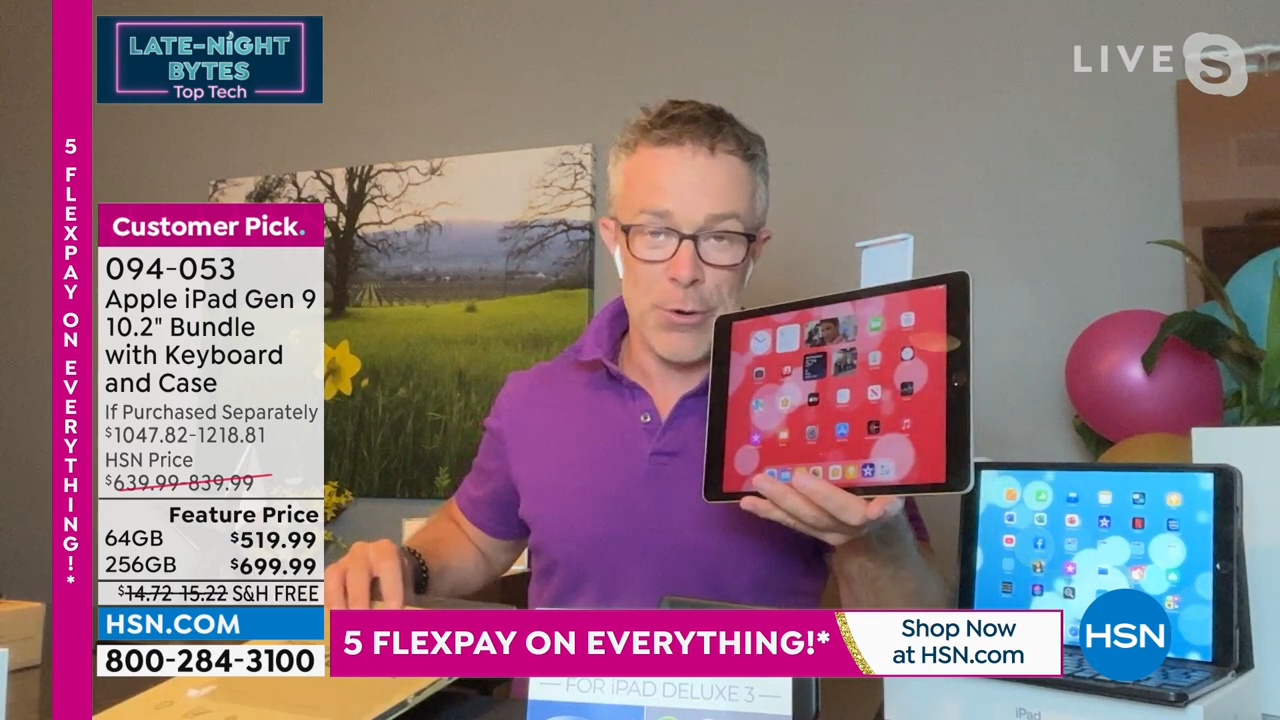 LATE-NiGHT
BYTES
Top Tech
LIVE S
5 FLEXPAY ON EVERYTHING!*
Customer Pick.
094-053
Apple iPad Gen 9
10.2" Bundle
with Keyboard
and Case
If Purchased Separately
$1047.82-1218.81
HSN Price
$639.99-839.99
Feature Price
64GB $519.99
256GB $699.99
$14.72-15.22 S&H FREE
HSN.COM
800-284-3100
5 FLEXPAY ON EVERYTHING!*
Shop Now
at HSN.com
HSN
FOR iPAD DELUXE 3
iPad